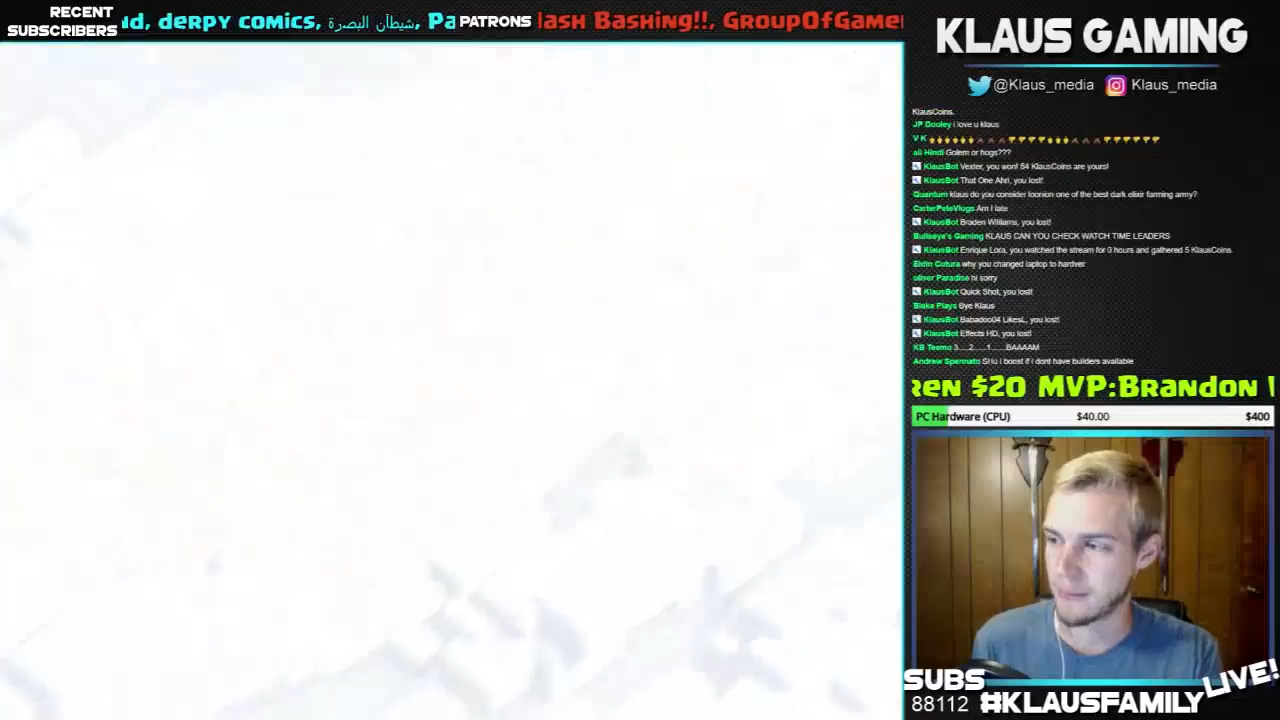 RECENT
SUBSCRIBERS
nd, derpy comics, شيطان البصرة, Pa
PATRONS
lash Bashing!!, GroupOfGamer
KLAUS GAMING
@Klaus_media
Klaus_media
KlausCoins.
JP Dooley i love u klaus
V K
ali Hindi Golem or hogs???
KlausBot Vexter, you won! 54 KlausCoins are yours!
KlausBot That One Ahri, you lost!
Quantum klaus do you consider loonion one of the best dark elixir farming army?
CarterPeteVlogs Am I late
KlausBot Braden Williams, you lost!
Bullseye's Gaming KLAUS CAN YOU CHECK WATCH TIME LEADERS
KlausBot Enrique Lora, you watched the stream for 0 hours and gathered 5 KlausCoins.
Eldin Cutura why you changed laptop to hardver
oliver Paradise hi sorry
KlausBot Quick Shot, you lost!
Blake Plays Bye Klaus
KlausBot Babadoo04 LikesL, you lost!
KlausBot Effects HD, you lost!
KB Teemo 3.....2.....1......BAAAAM
Andrew Spennato boost if i dont have builders available
ren $20 MVP:Brandon
PC Hardware (CPU) $40.00 $400
SUBS
88112
#KLAUSFAMILY
LIVE!